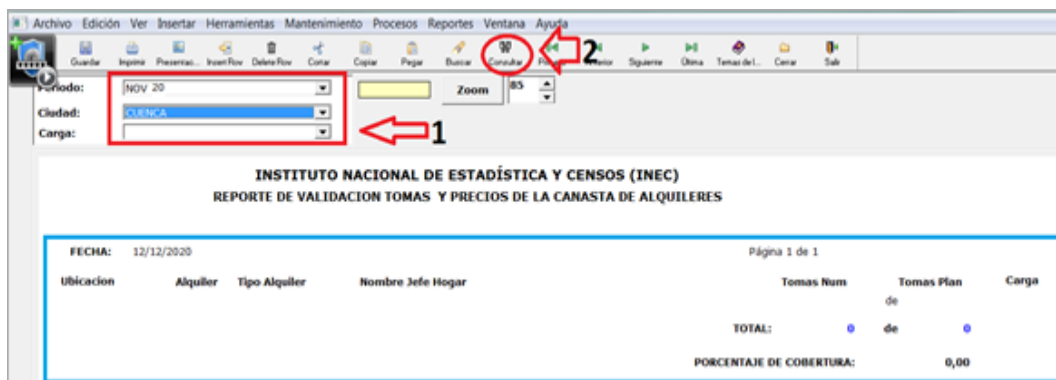 Archivo Edición Ver Insertar Herramientas Mantenimiento Procesos Reportes Ventana Ayuda
Guardar Imprimir Presentac... Insert Row Delete Row Cortar Copiar Pegar Buscar Consultar Siguiente Última Temas de l... Cerrar Salir
2
Periodo: NOV 20 Zoom 85
Ciudad: CUENCA
Carga:
1
INSTITUTO NACIONAL DE ESTADÍSTICA Y CENSOS (INEC)
REPORTE DE VALIDACION TOMAS Y PRECIOS DE LA CANASTA DE ALQUILERES
FECHA: 12/12/2020 Página 1 de 1
Ubicacion Alquiler Tipo Alquiler Nombre Jefe Hogar Tomas Num Tomas Plan Carga
de
TOTAL: 0 de 0
PORCENTAJE DE COBERTURA: 0,00